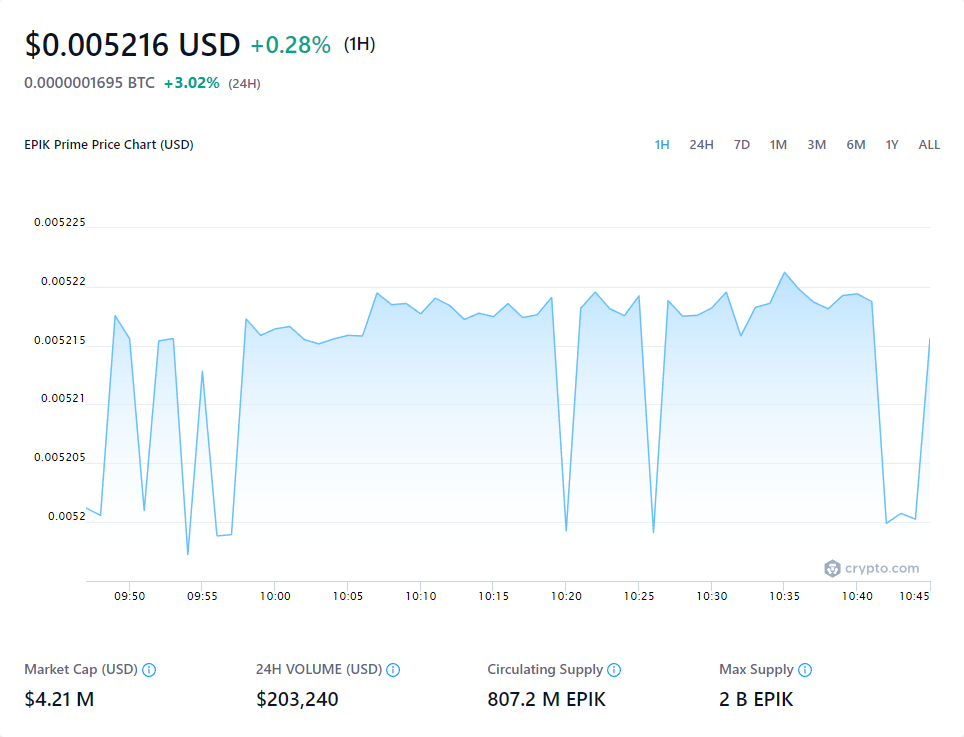 $0.005216 USD +0.28% (1H)
0.0000001695 BTC +3.02% (24H)
EPIK Prime Price Chart (USD) 1H 24H 7D 1M 3M 6M 1Y ALL
0.005225
0.00522
0.005215
0.00521
0.005205
0.0052
crypto.com
09:50 09:55 10:00 10:05 10:10 10:15 10:20 10:25 10:30 10:35 10:40 10:45
Market Cap (USD) 24H VOLUME (USD) Circulating Supply Max Supply
$4.21 M $203,240 807.2 M EPIK 2 B EPIK